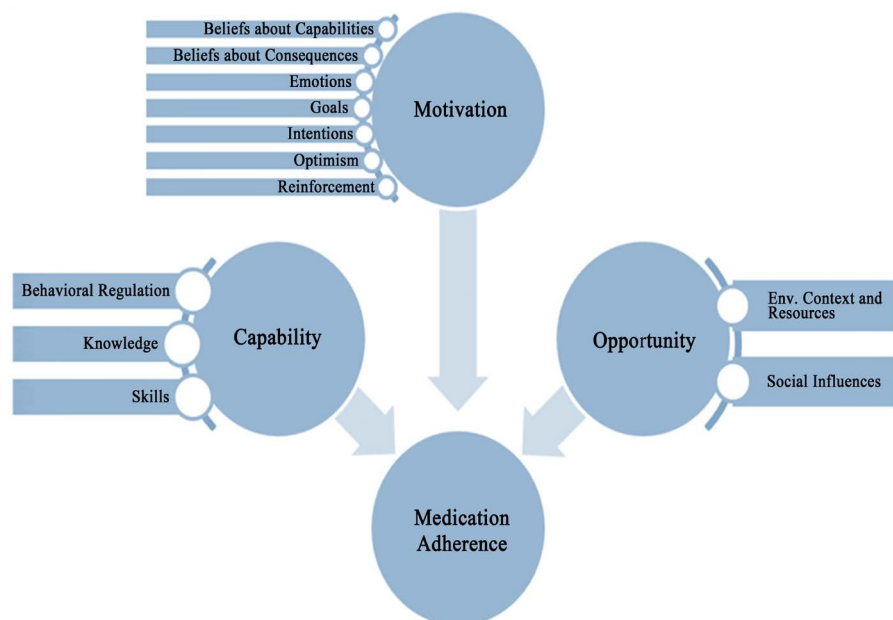 Beliefs about Capabilities
Beliefs about Consequences
Emotions
Goals
Intentions
Optimism
Reinforcement
Motivation
Behavioral Regulation
Knowledge
Skills
Capability
Opportunity
Env. Context and
Resources
Social Influences
Medication
Adherence